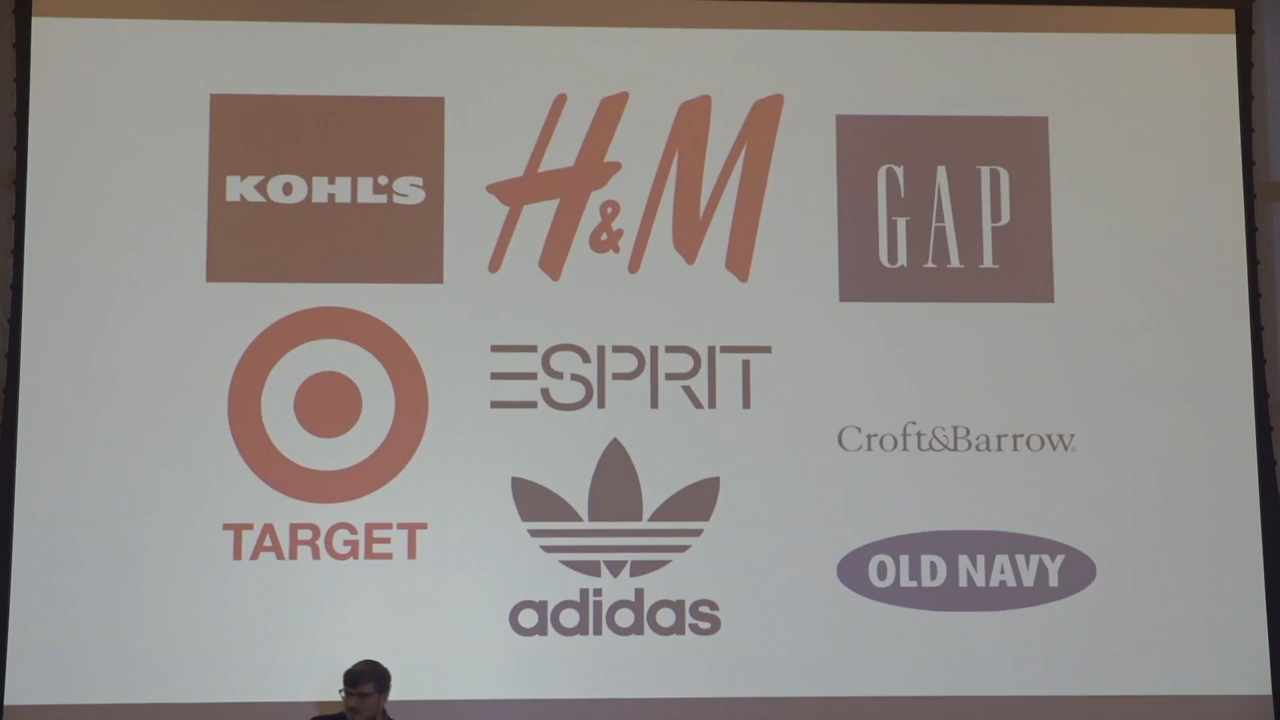 KOHL'S
H&M
GAP
TARGET
ESPRIT
adidas
Croft&Barrow®
OLD NAVY